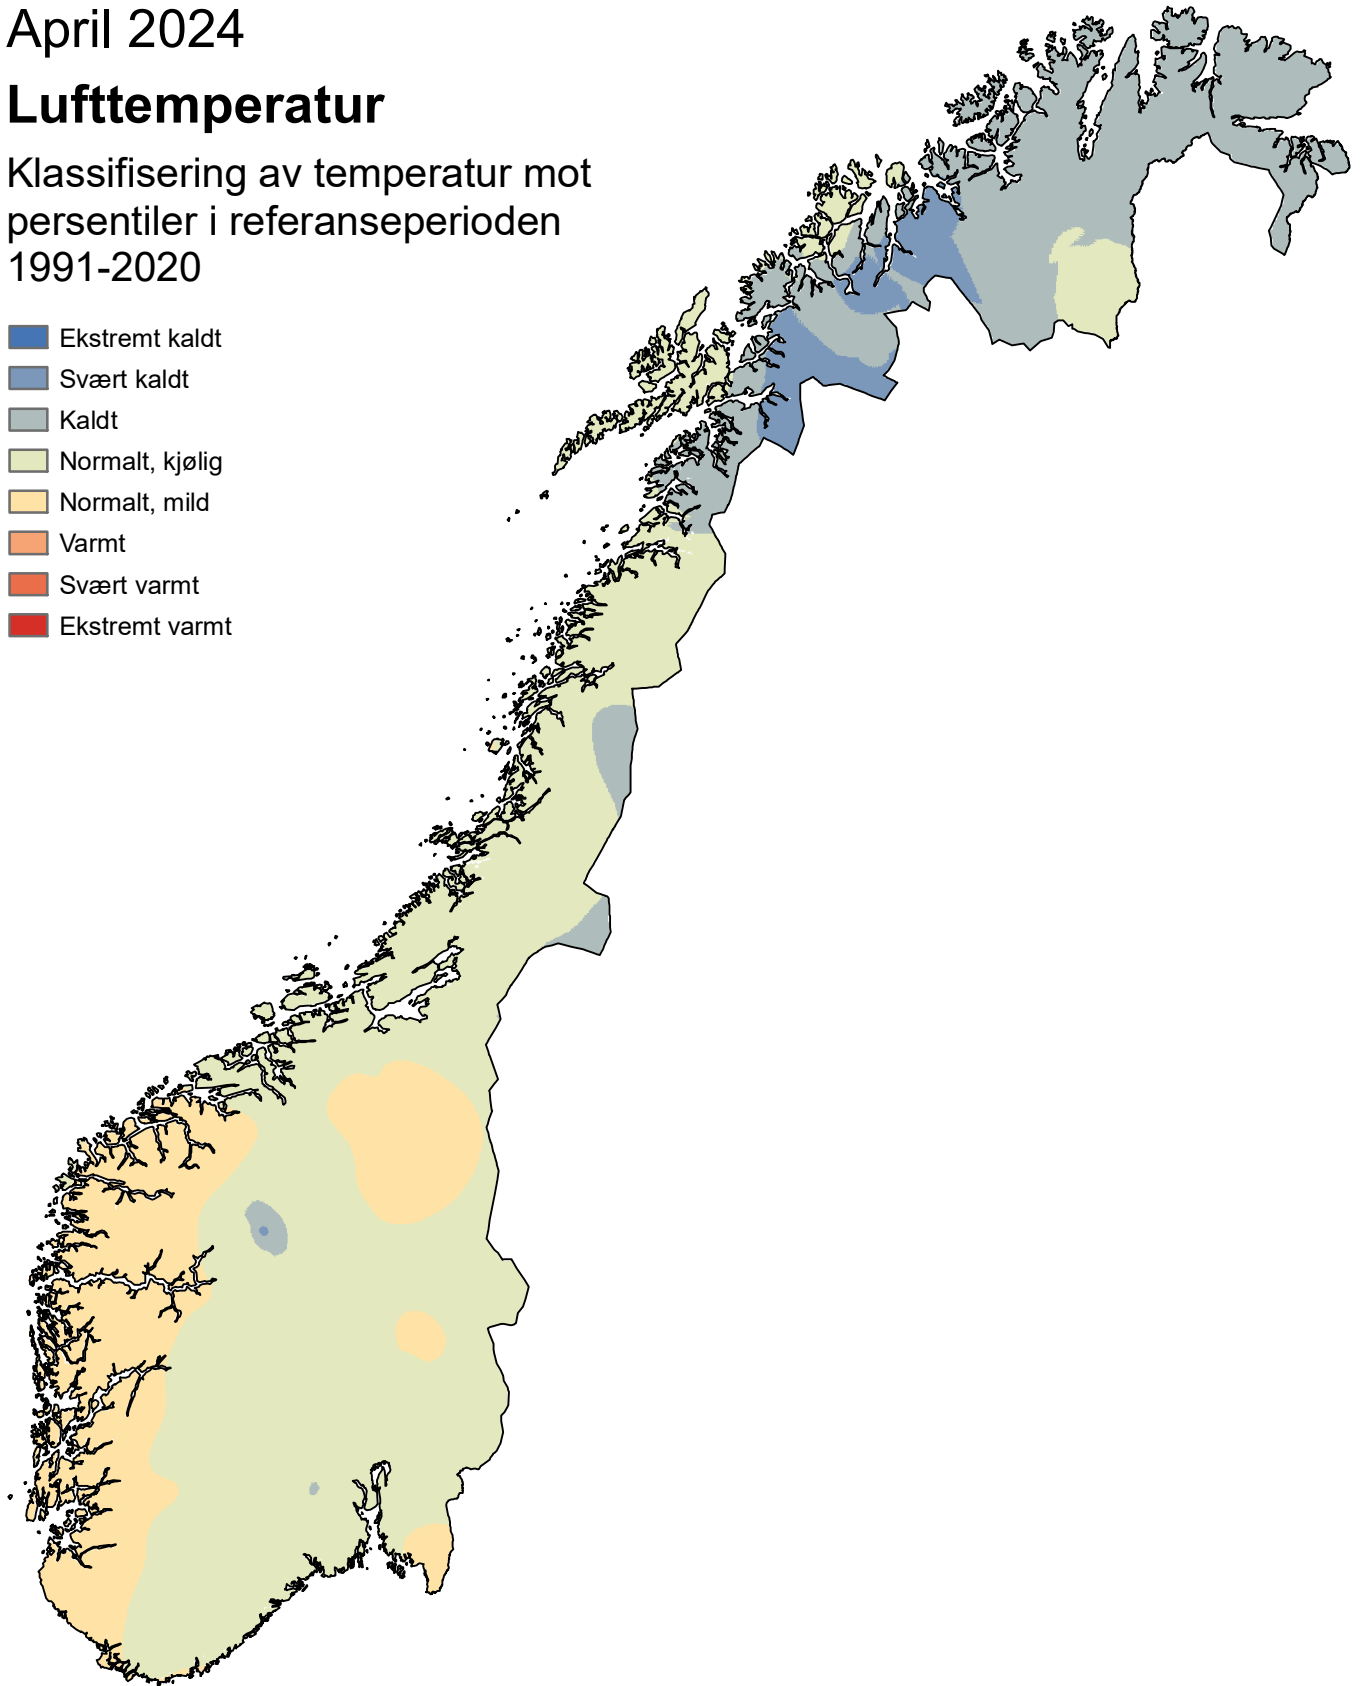 April 2024
Lufttemperatur
Klassifisering av temperatur mot
persentiler i referanseperioden
1991-2020
Ekstremt kaldt
Svært kaldt
Kaldt
Normalt, kjølig
Normalt, mild
Varmt
Svært varmt
Ekstremt varmt